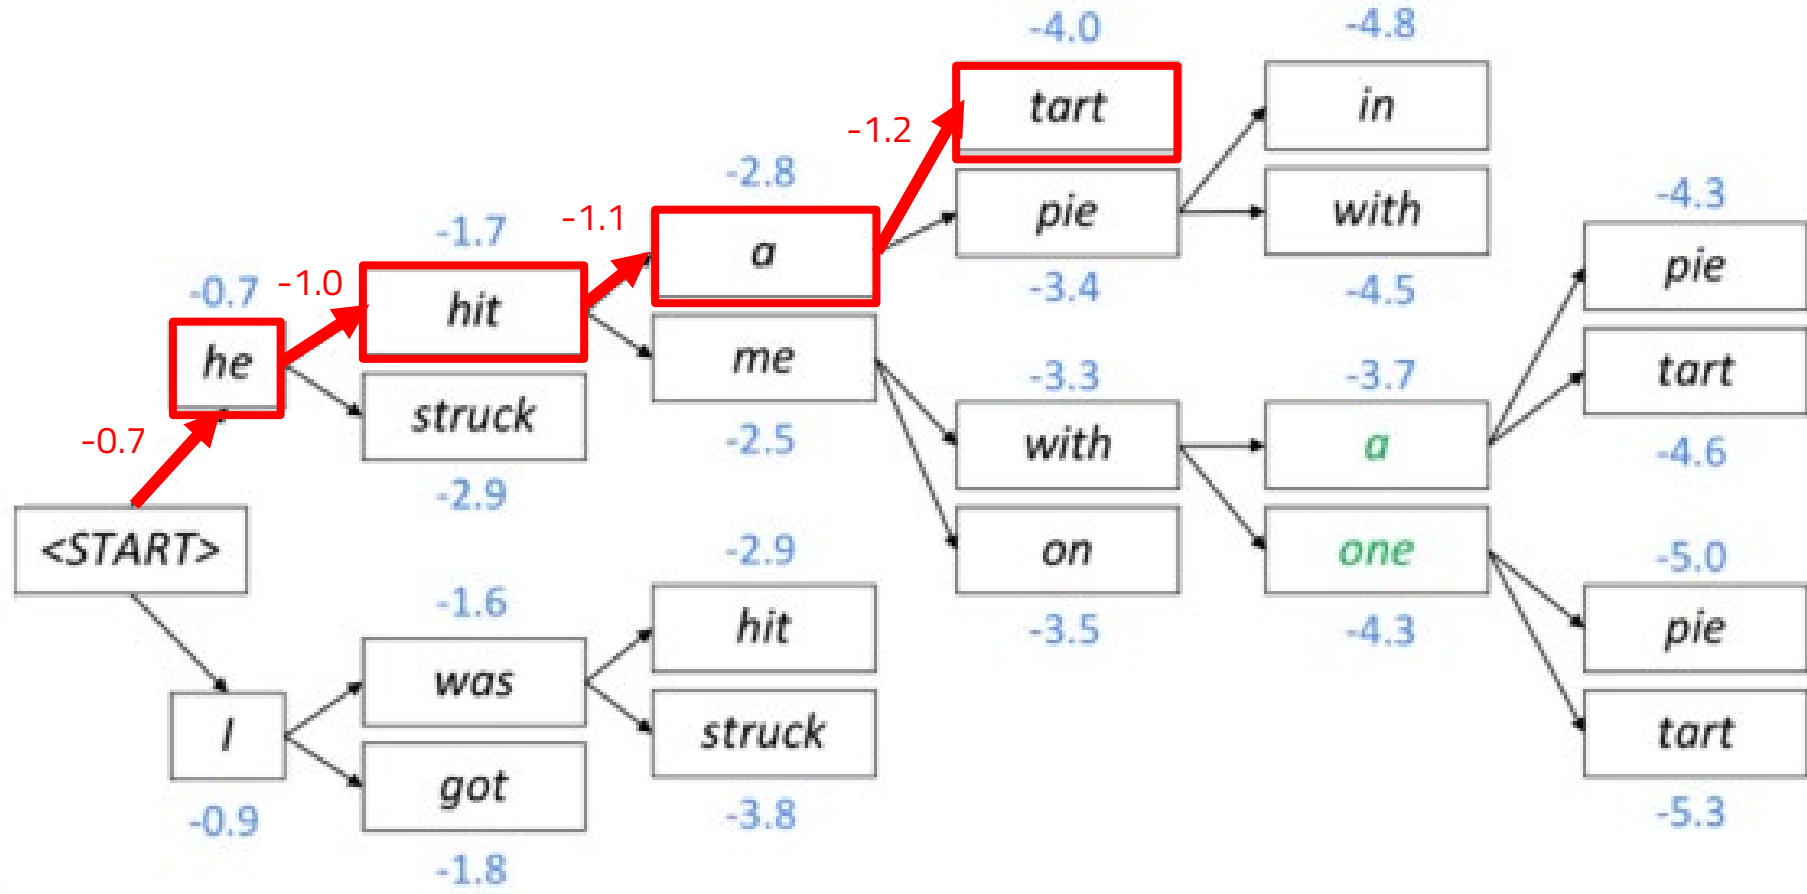 -4.0
-4.8
tart
in
-1.2
-2.8
pie
with
-4.3
-1.7
-1.1
a
-3.4
-4.5
pie
-0.7
-1.0
hit
me
-3.3
-3.7
tart
he
struck
-2.5
with
a
-4.6
-0.7
-2.9
<START>
-2.9
on
one
-5.0
-1.6
hit
-3.5
-4.3
pie
I
was
struck
tart
got
-0.9
-3.8
-5.3
-1.8